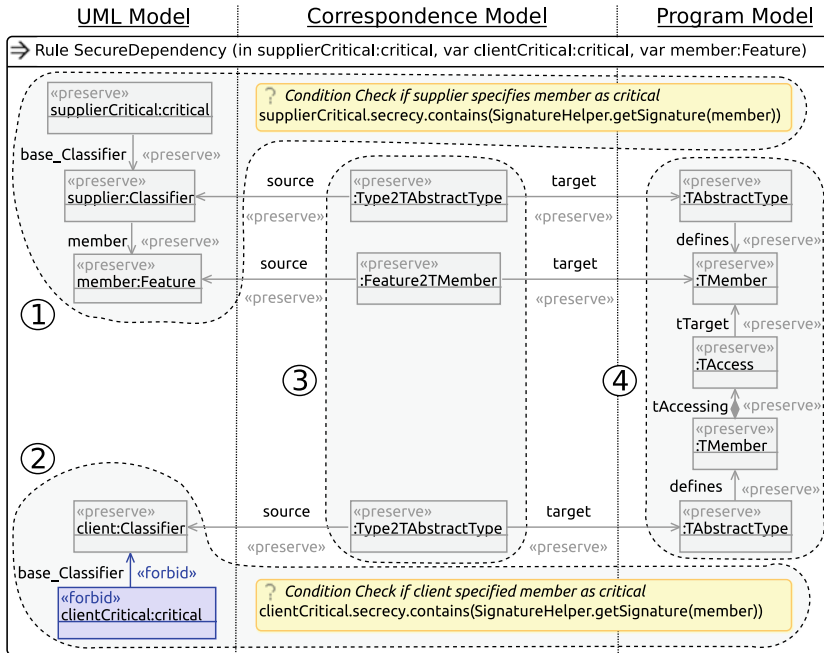 UML Model Correspondence Model Program Model
Rule SecureDependency (in supplierCritical:critical, var clientCritical:critical, var member:Feature)
«preserve»
supplierCritical:critical
? Condition Check if supplier specifies member as critical
supplierCritical.secrecy.contains(SignatureHelper.getSignature(member))
base_Classifier «preserve»
«preserve»
supplier:Classifier
source
«preserve»
«preserve»
:Type2TAbstractType
target
«preserve»
«preserve»
:TAbstractType
member «preserve»
defines «preserve»
«preserve»
member:Feature
source
«preserve»
«preserve»
:Feature2TMember
target
«preserve»
«preserve»
:TMember
1
tTarget «preserve»
«preserve»
:TAccess
3
4
tAccessing «preserve»
«preserve»
:TMember
2
defines «preserve»
«preserve»
client:Classifier
source
«preserve»
«preserve»
:Type2TAbstractType
target
«preserve»
«preserve»
:TAbstractType
base_Classifier «forbid»
«forbid»
clientCritical:critical
? Condition Check if client specified member as critical
clientCritical.secrecy.contains(SignatureHelper.getSignature(member))